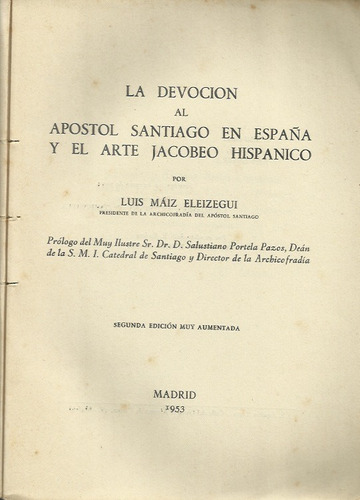 LA DEVOCION
AL
APOSTOL SANTIAGO EN ESPAÑA
Y EL ARTE JACOBEO HISPANICO
POR
LUIS MÁIZ ELEIZEGUI
PRESIDENTE DE LA ARCHICOFRADÍA DEL APÓSTOL SANTIAGO
Prólogo del Muy Ilustre Sr. Dr. D. Salustiano Portela Pazos, Deán
de la S. M. I. Catedral de Santiago y Director de la Archicofradía
SEGUNDA EDICIÓN MUY AUMENTADA
MADRID
1953